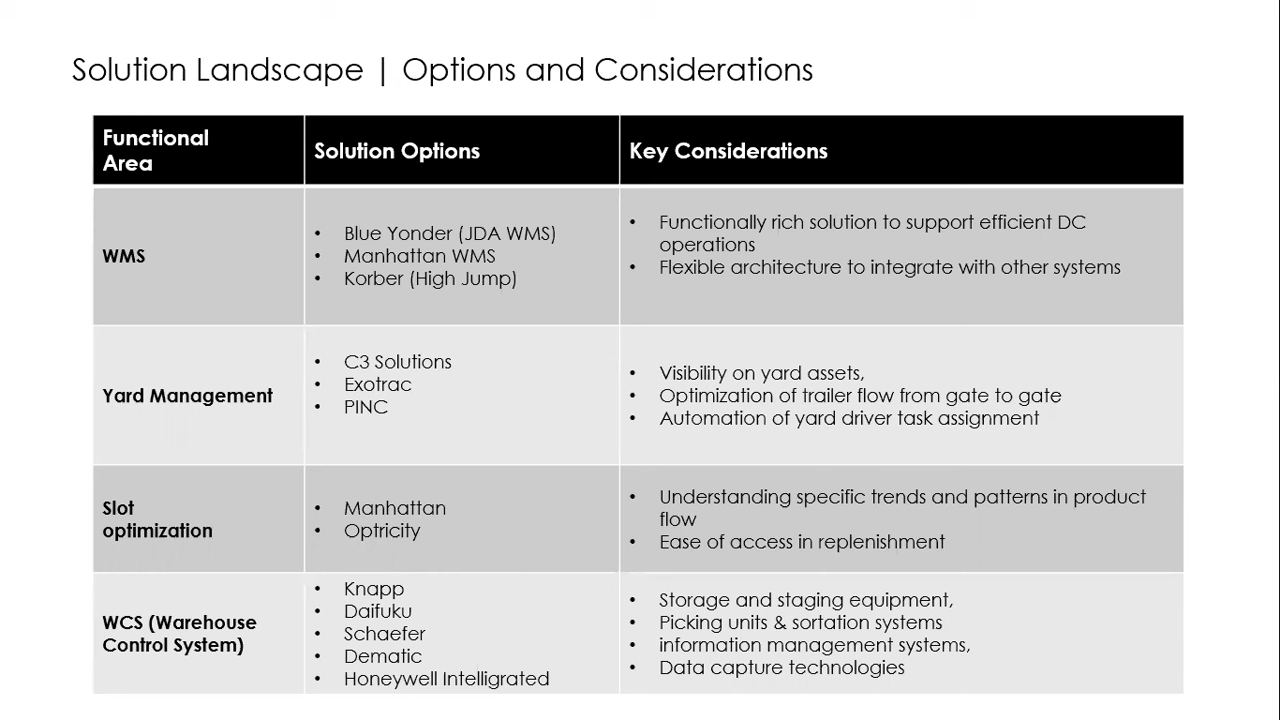 Solution Landscape | Options and Considerations
Functional
Area
Solution Options
Key Considerations
WMS
• Blue Yonder (JDA WMS)
• Manhattan WMS
• Korber (High Jump)
• Functionally rich solution to support efficient DC
operations
• Flexible architecture to integrate with other systems
Yard Management
• C3 Solutions
• Exotrac
• PINC
• Visibility on yard assets,
• Optimization of trailer flow from gate to gate
• Automation of yard driver task assignment
Slot
optimization
• Manhattan
• Optricity
• Understanding specific trends and patterns in product
flow
• Ease of access in replenishment
WCS (Warehouse
Control System)
• Knapp
• Daifuku
• Schaefer
• Dematic
• Honeywell Intelligrated
• Storage and staging equipment,
• Picking units & sortation systems
• information management systems,
• Data capture technologies